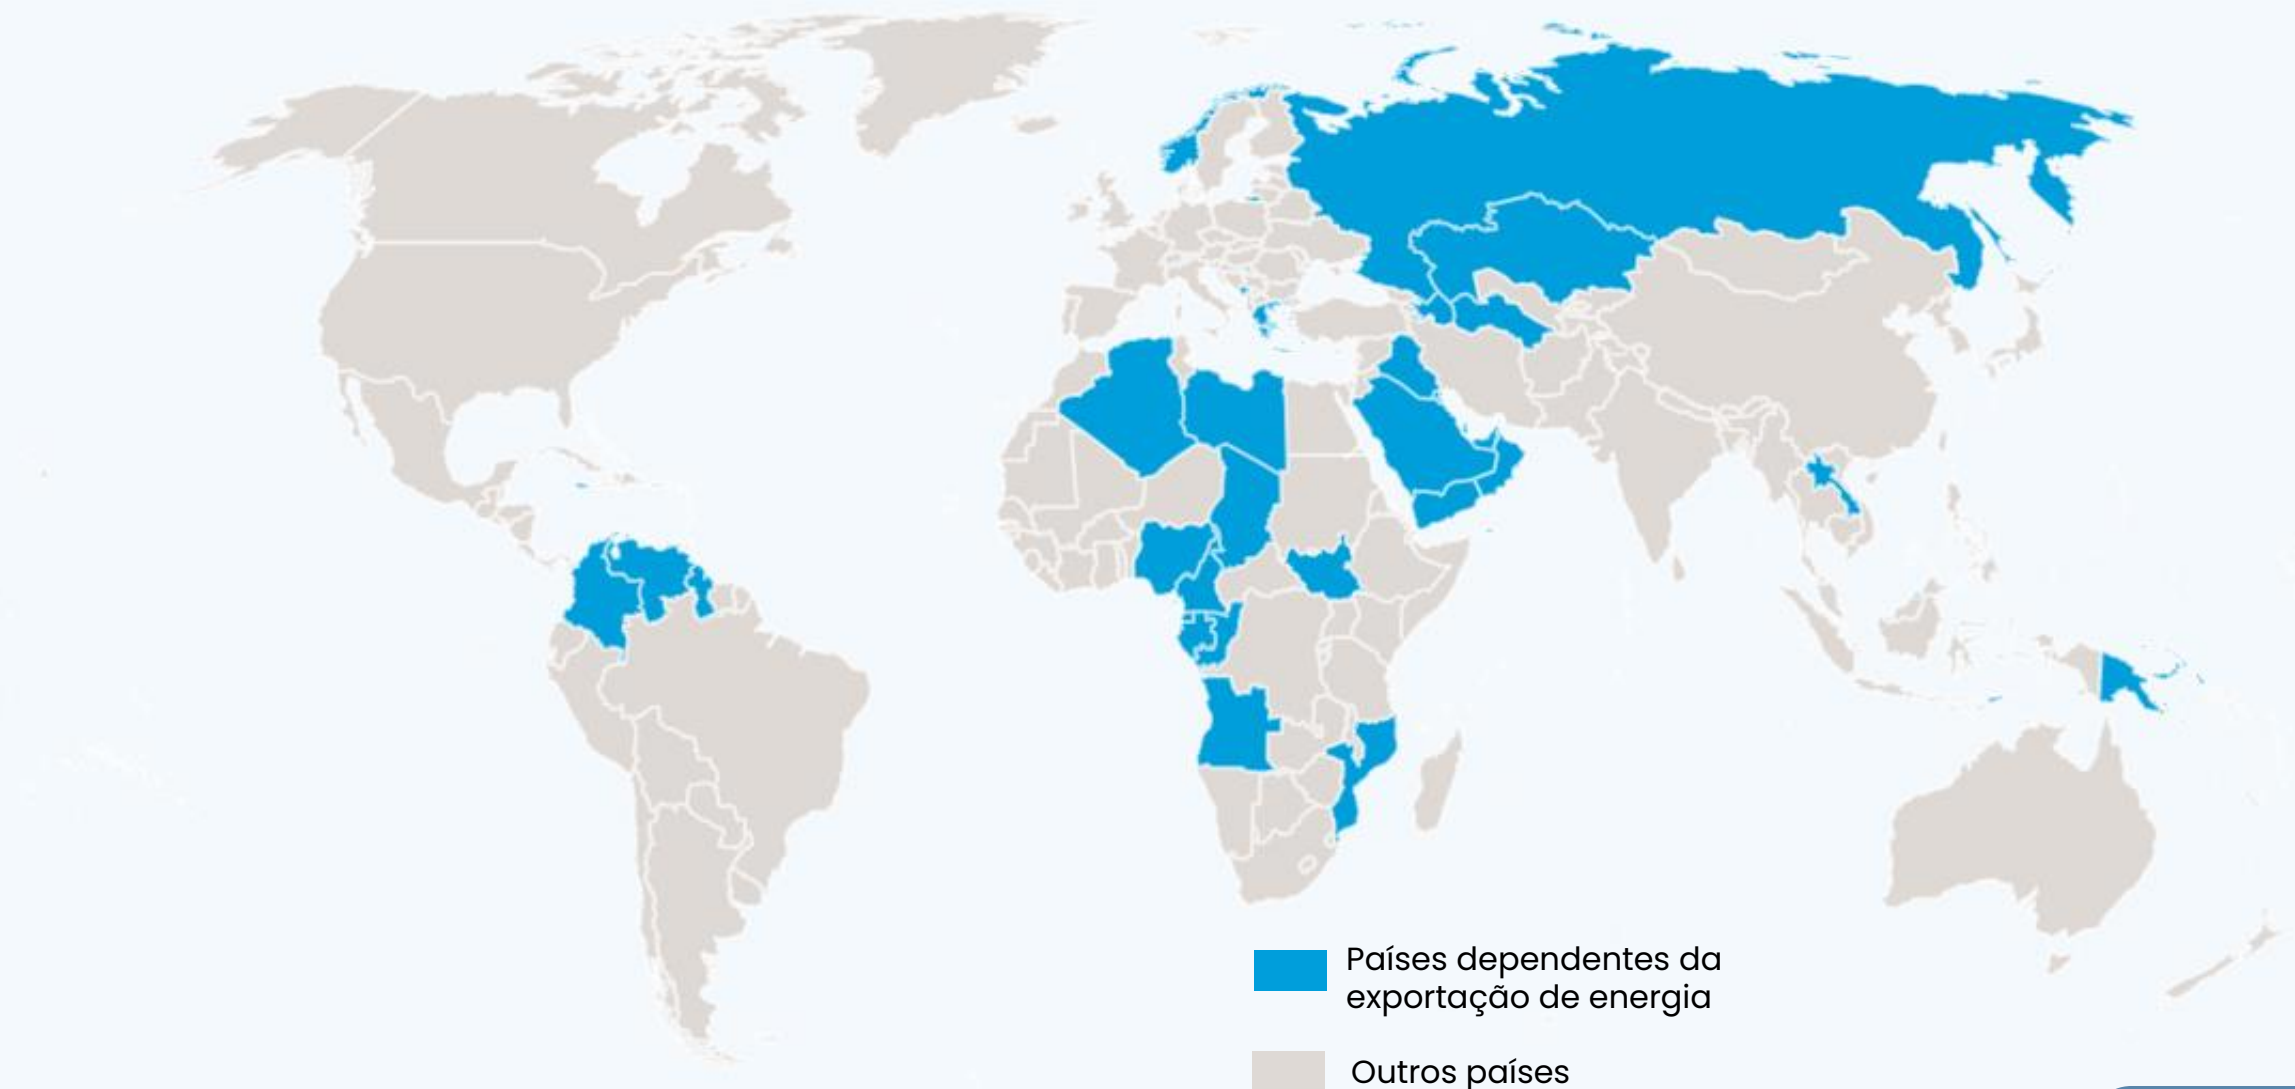 Países dependentes da
exportação de energia
Outros países